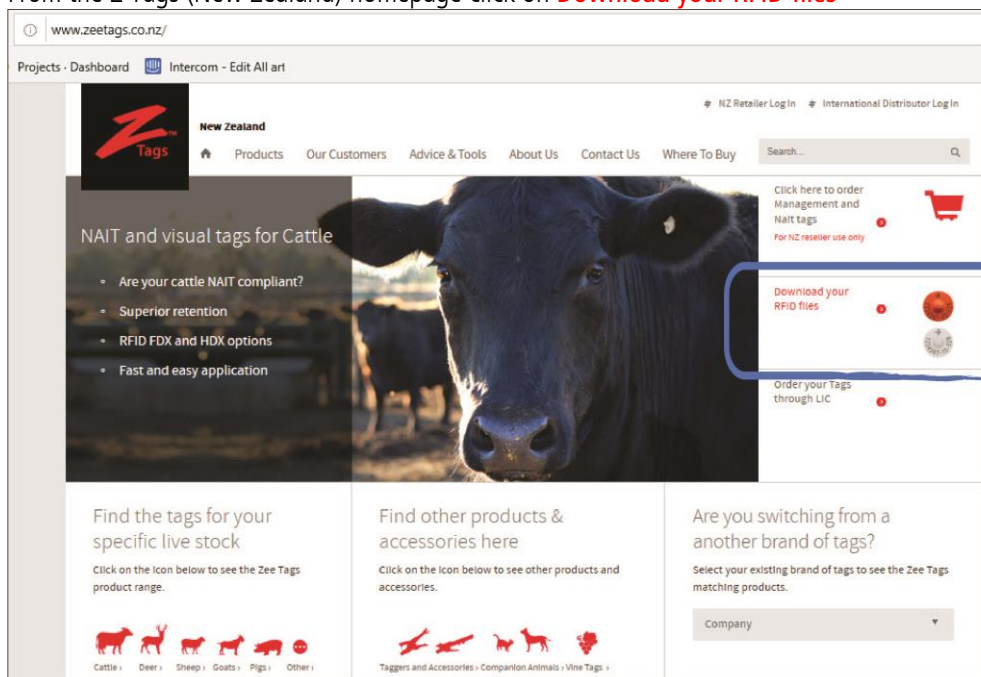 From the Z Tags (New Zealand) homepage click on Download your RFID files
www.zeetags.co.nz/
Projects · Dashboard Intercom - Edit All art
NZ Retailer Log In International Distributor Log In
Z™
Tags
New Zealand
Products Our Customers Advice & Tools About Us Contact Us Where To Buy Search...
Click here to order
Management and
Nait tags
For NZ reseller use only
NAIT and visual tags for Cattle
Are your cattle NAIT compliant?
Superior retention
RFID FDX and HDX options
Fast and easy application
Download your
RFID files
Order your Tags
through LIC
Find the tags for your
specific live stock
Click on the icon below to see the Zee Tags
product range.
Cattle › Deer › Sheep › Goats › Pigs › Other ›
Find other products &
accessories here
Click on the icon below to see other products and
accessories.
Taggers and Accessories › Companion Animals › Vine Tags ›
Are you switching from a
another brand of tags?
Select your existing brand of tags to see the Zee Tags
matching products.
Company